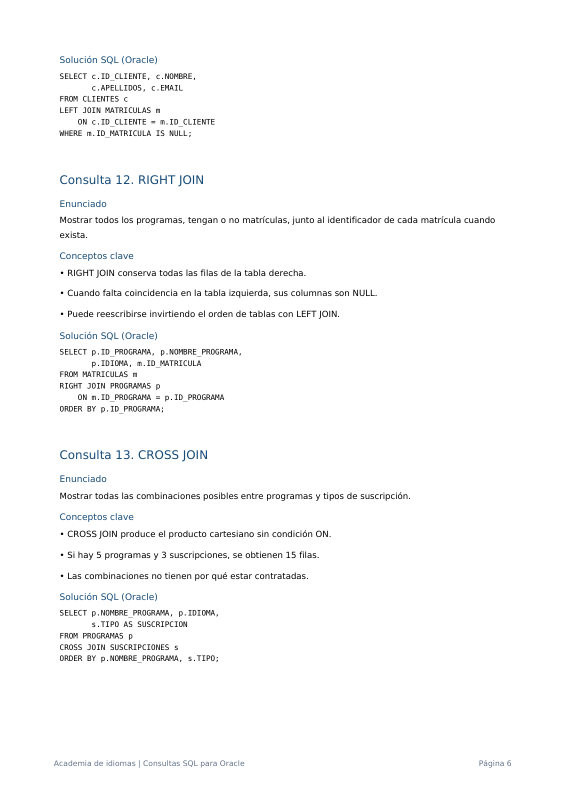 Solución SQL (Oracle)
SELECT c.ID_CLIENTE, c.NOMBRE,
       c.APELLIDOS, c.EMAIL
FROM CLIENTES c
LEFT JOIN MATRICULAS m
    ON c.ID_CLIENTE = m.ID_CLIENTE
WHERE m.ID_MATRICULA IS NULL;
Consulta 12. RIGHT JOIN
Enunciado
Mostrar todos los programas, tengan o no matrículas, junto al identificador de cada matrícula cuando
exista.
Conceptos clave
• RIGHT JOIN conserva todas las filas de la tabla derecha.
• Cuando falta coincidencia en la tabla izquierda, sus columnas son NULL.
• Puede reescribirse invirtiendo el orden de tablas con LEFT JOIN.
Solución SQL (Oracle)
SELECT p.ID_PROGRAMA, p.NOMBRE_PROGRAMA,
       p.IDIOMA, m.ID_MATRICULA
FROM MATRICULAS m
RIGHT JOIN PROGRAMAS p
    ON m.ID_PROGRAMA = p.ID_PROGRAMA
ORDER BY p.ID_PROGRAMA;
Consulta 13. CROSS JOIN
Enunciado
Mostrar todas las combinaciones posibles entre programas y tipos de suscripción.
Conceptos clave
• CROSS JOIN produce el producto cartesiano sin condición ON.
• Si hay 5 programas y 3 suscripciones, se obtienen 15 filas.
• Las combinaciones no tienen por qué estar contratadas.
Solución SQL (Oracle)
SELECT p.NOMBRE_PROGRAMA, p.IDIOMA,
       s.TIPO AS SUSCRIPCION
FROM PROGRAMAS p
CROSS JOIN SUSCRIPCIONES s
ORDER BY p.NOMBRE_PROGRAMA, s.TIPO;
Academia de idiomas | Consultas SQL para Oracle
Página 6